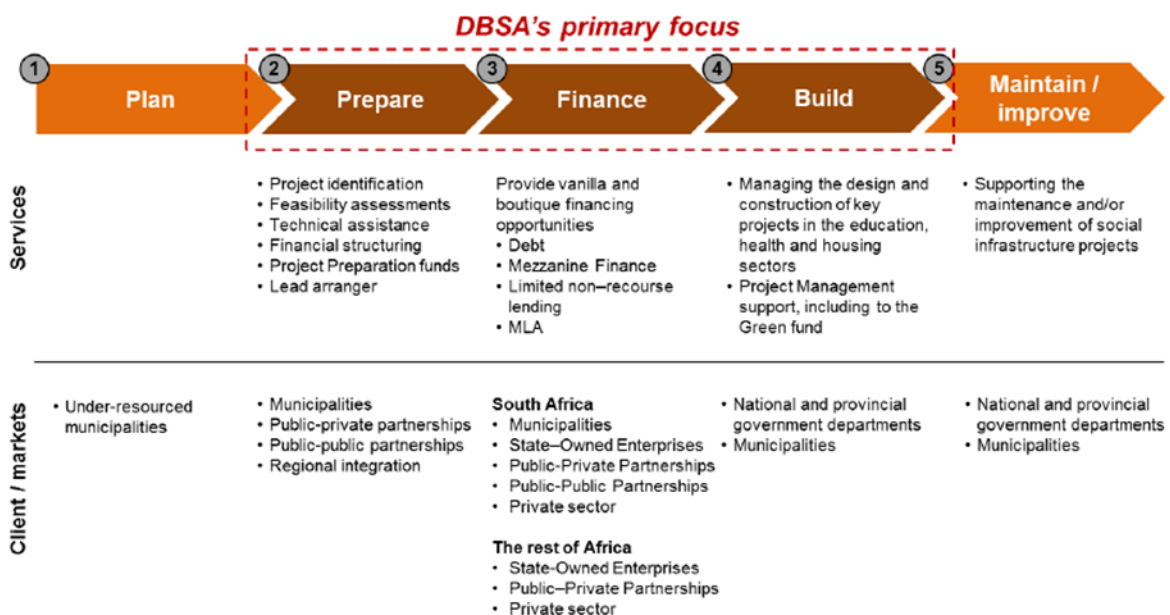 DBSA's primary focus
1
2
3
4
5
Plan
Prepare
Finance
Build
Maintain /
improve
Services
• Project identification
• Feasibility assessments
• Technical assistance
• Financial structuring
• Project Preparation funds
• Lead arranger
Provide vanilla and
boutique financing
opportunities
• Debt
• Mezzanine Finance
• Limited non–recourse
lending
• MLA
• Managing the design and
construction of key
projects in the education,
health and housing
sectors
• Project Management
support, including to the
Green fund
• Supporting the
maintenance and/or
improvement of social
infrastructure projects
Client / markets
• Under-resourced
municipalities
• Municipalities
• Public-private partnerships
• Public-public partnerships
• Regional integration
South Africa
• Municipalities
• State–Owned Enterprises
• Public-Private Partnerships
• Public-Public Partnerships
• Private sector
The rest of Africa
• State-Owned Enterprises
• Public–Private Partnerships
• Private sector
• National and provincial
government departments
• Municipalities
• National and provincial
government departments
• Municipalities